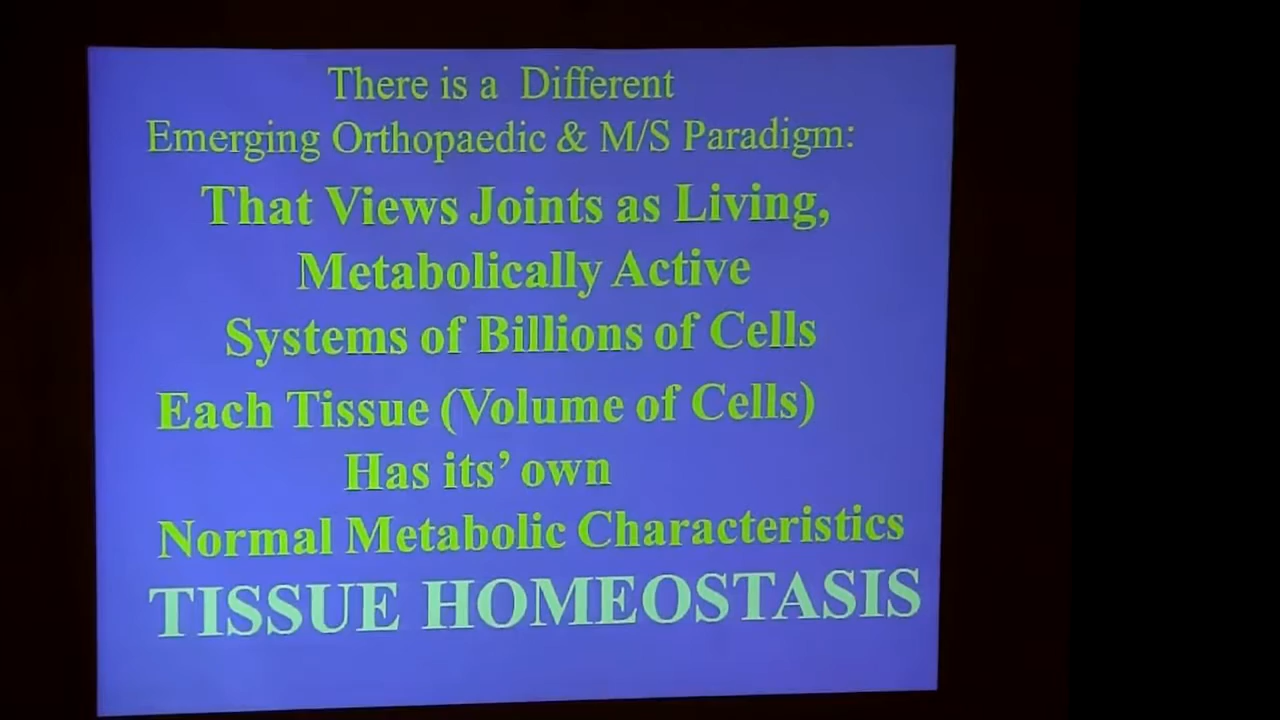 There is a Different
Emerging Orthopaedic & M/S Paradigm:
That Views Joints as Living,
Metabolically Active
Systems of Billions of Cells
Each Tissue (Volume of Cells)
Has its’ own
Normal Metabolic Characteristics
TISSUE HOMEOSTASIS